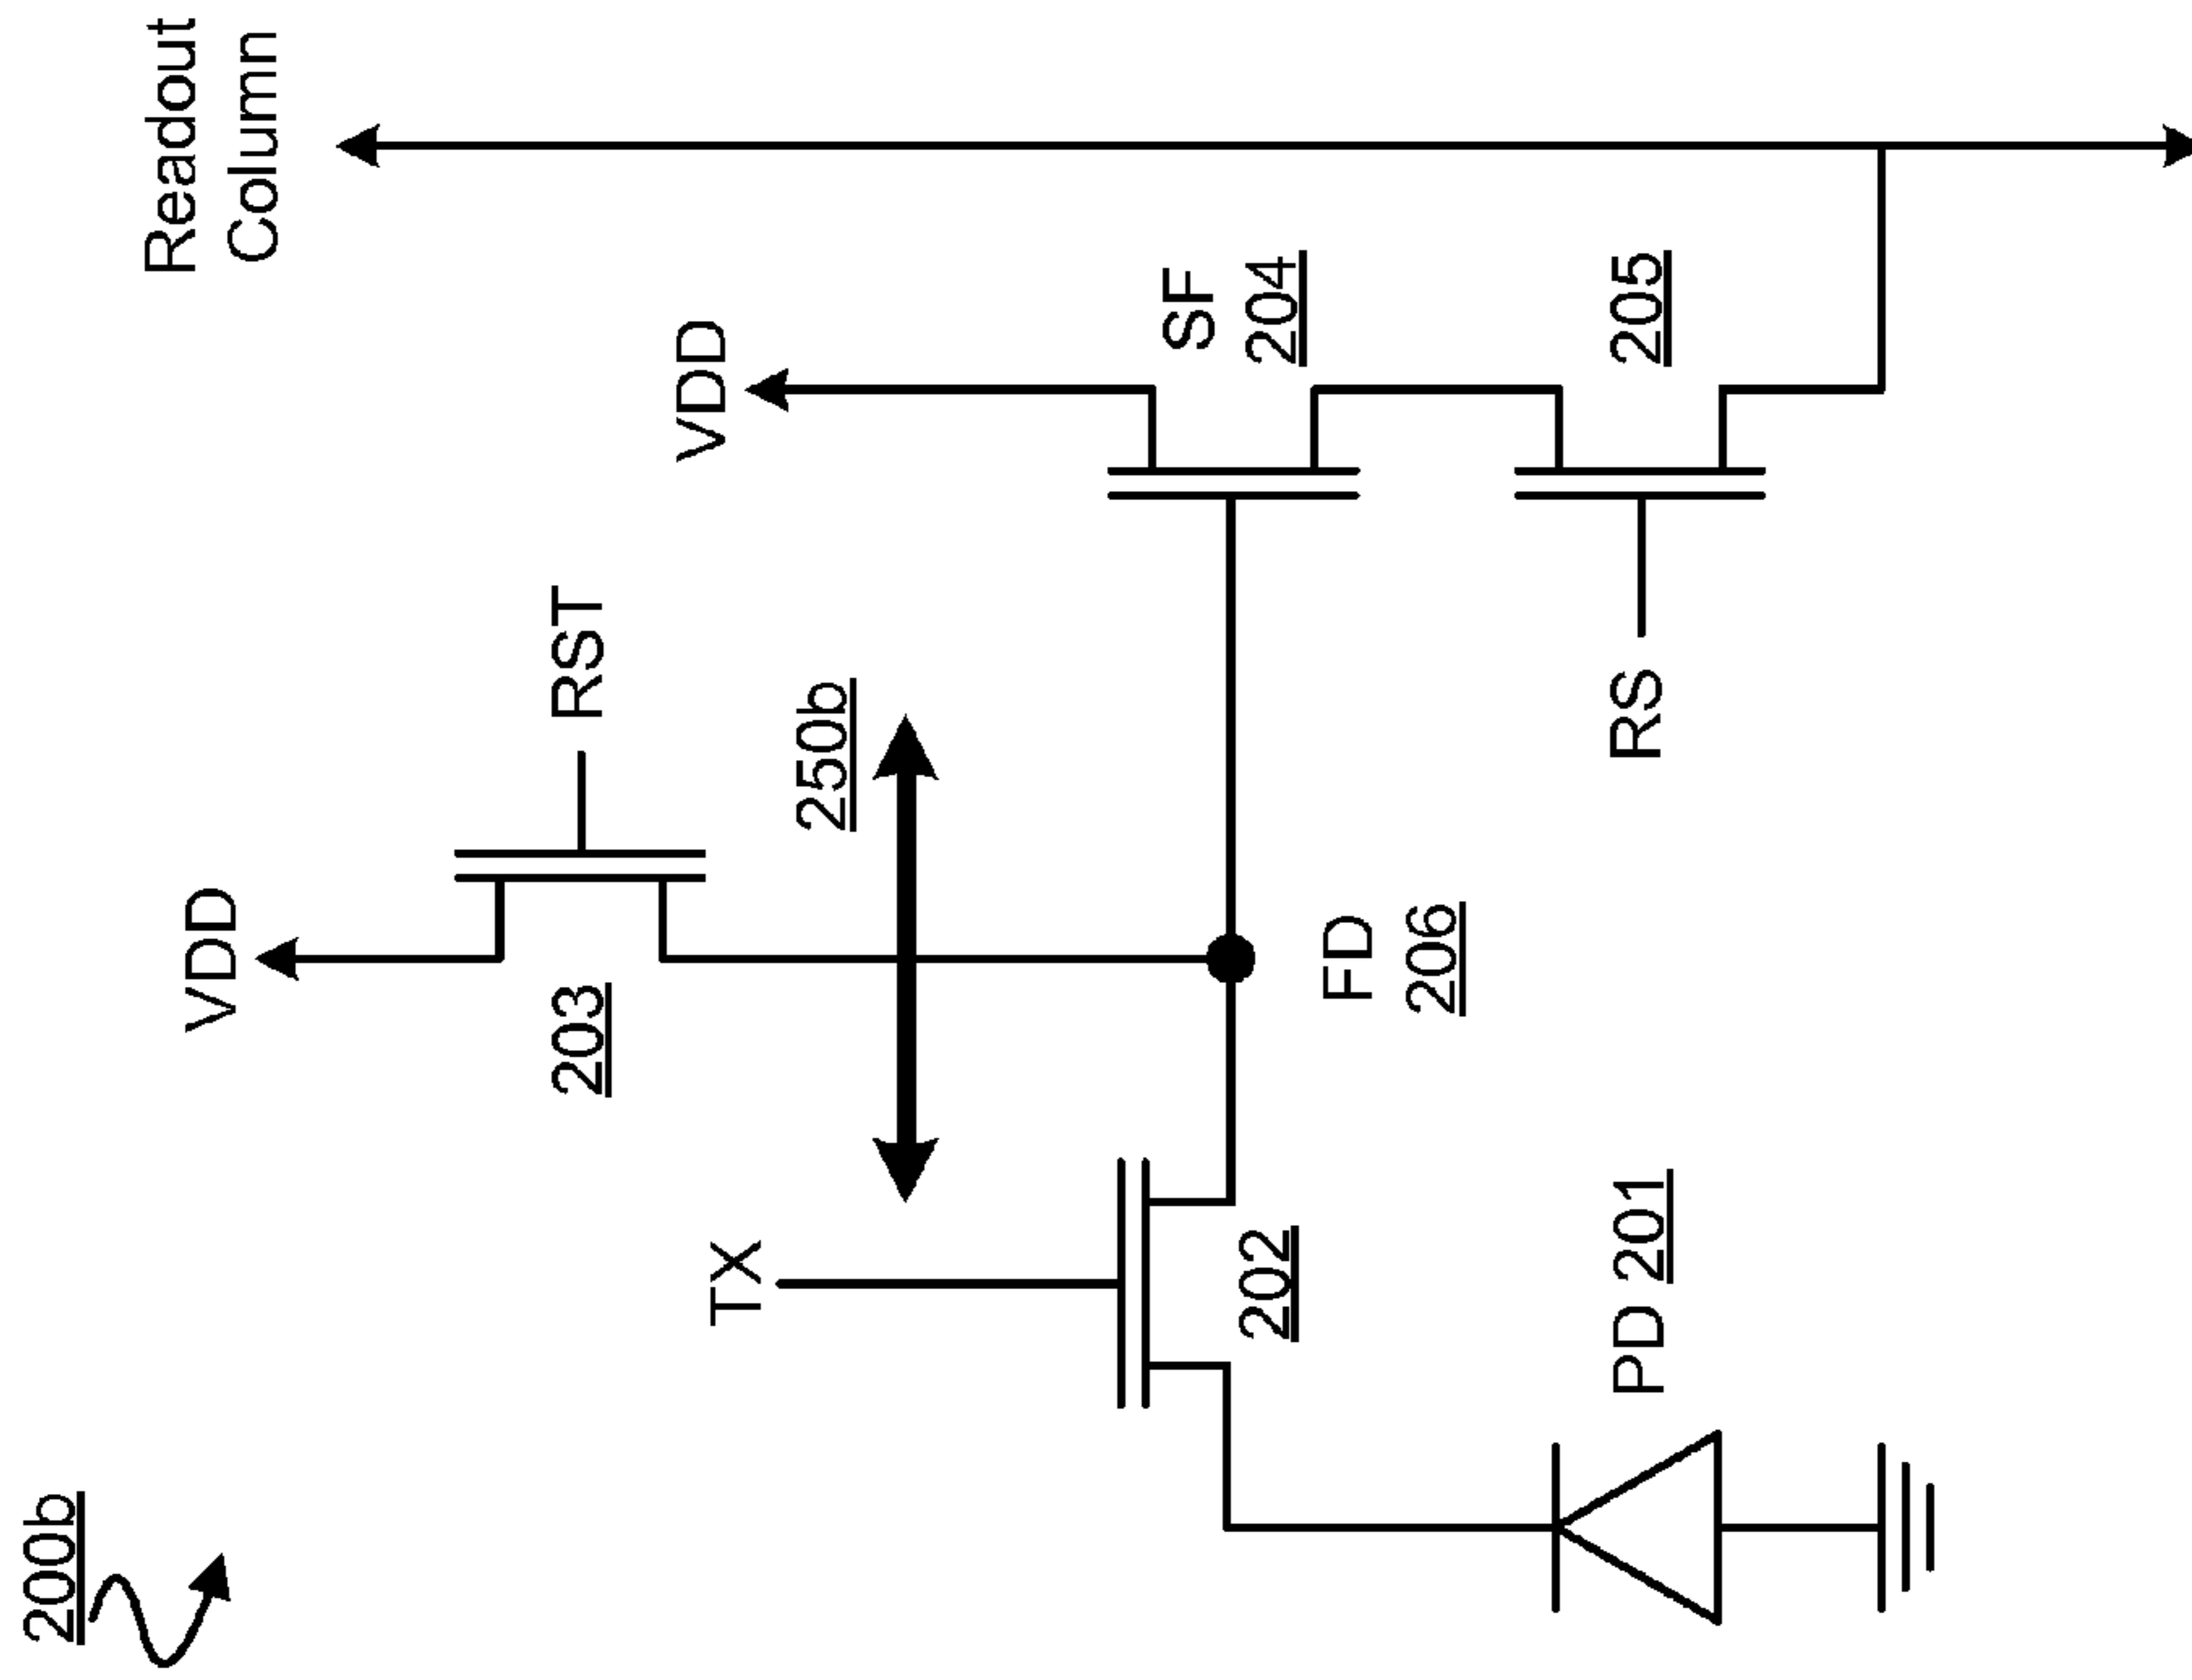 200b
Readout
Column
VDD
VDD
203
RST
TX
250b
SF
204
202
FD
206
RS
205
PD 201